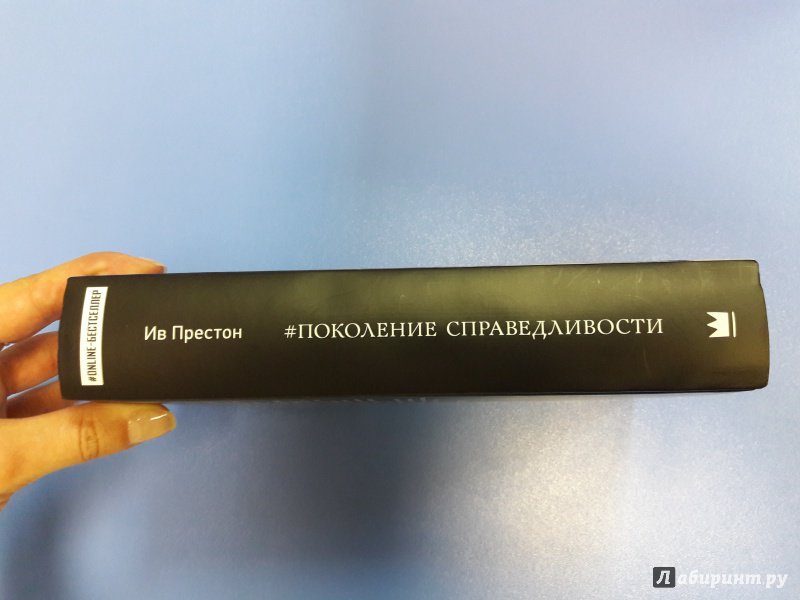 #ONLINE-БЕСТСЕЛЛЕР
Ив Престон
#ПОКОЛЕНИЕ СПРАВЕДЛИВОСТИ
Лабиринт.ру